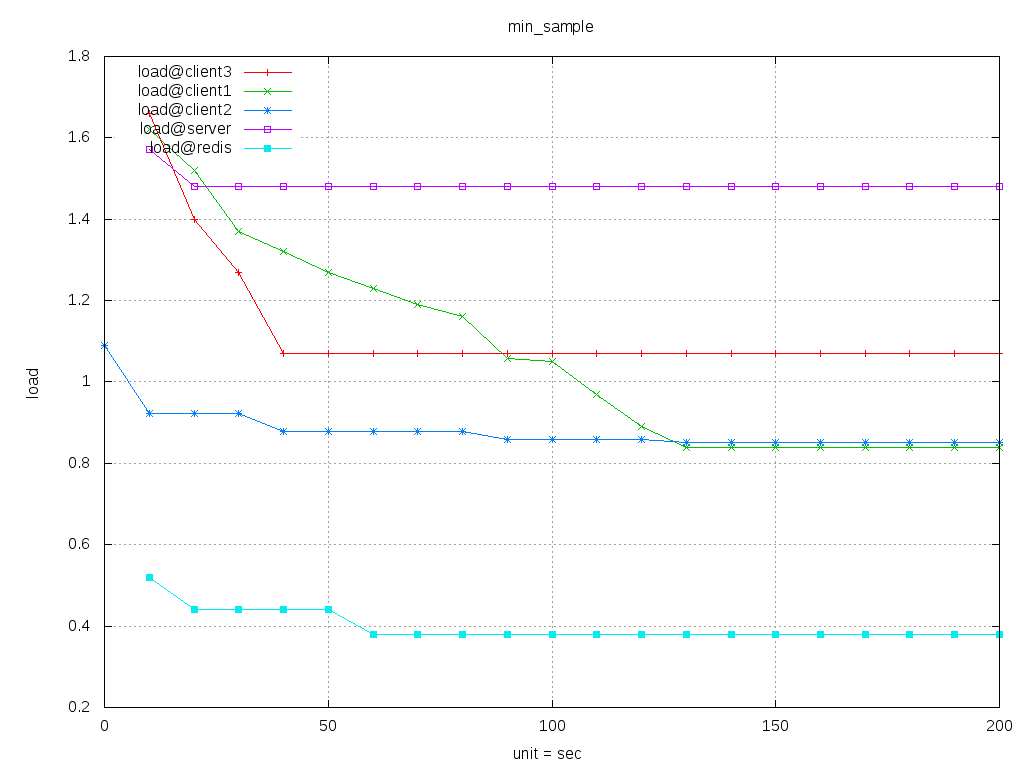 min_sample
load@client3
load@client1
load@client2
load@server
load@redis
1.8
1.6
1.4
1.2
1
0.8
0.6
0.4
0.2
load
0 50 100 150 200
unit = sec